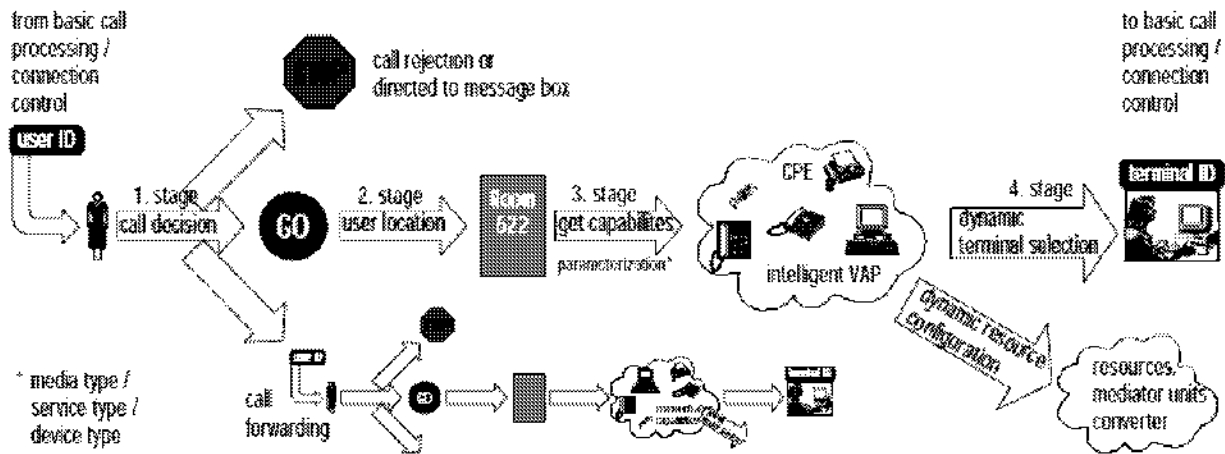 from basic call
processing /
connection
control
user ID
call rejection or
directed to message box
1. stage
call decision
GO
2. stage
user location
Room
622
3. stage
get capabilites
parameterization*
CPE
intelligent VAP
4. stage
dynamic
terminal selection
to basic call
processing /
connection
control
terminal ID
dynamic resource
configuration
resources,
mediator units
converter
call
forwarding
GO
* media type /
service type /
device type